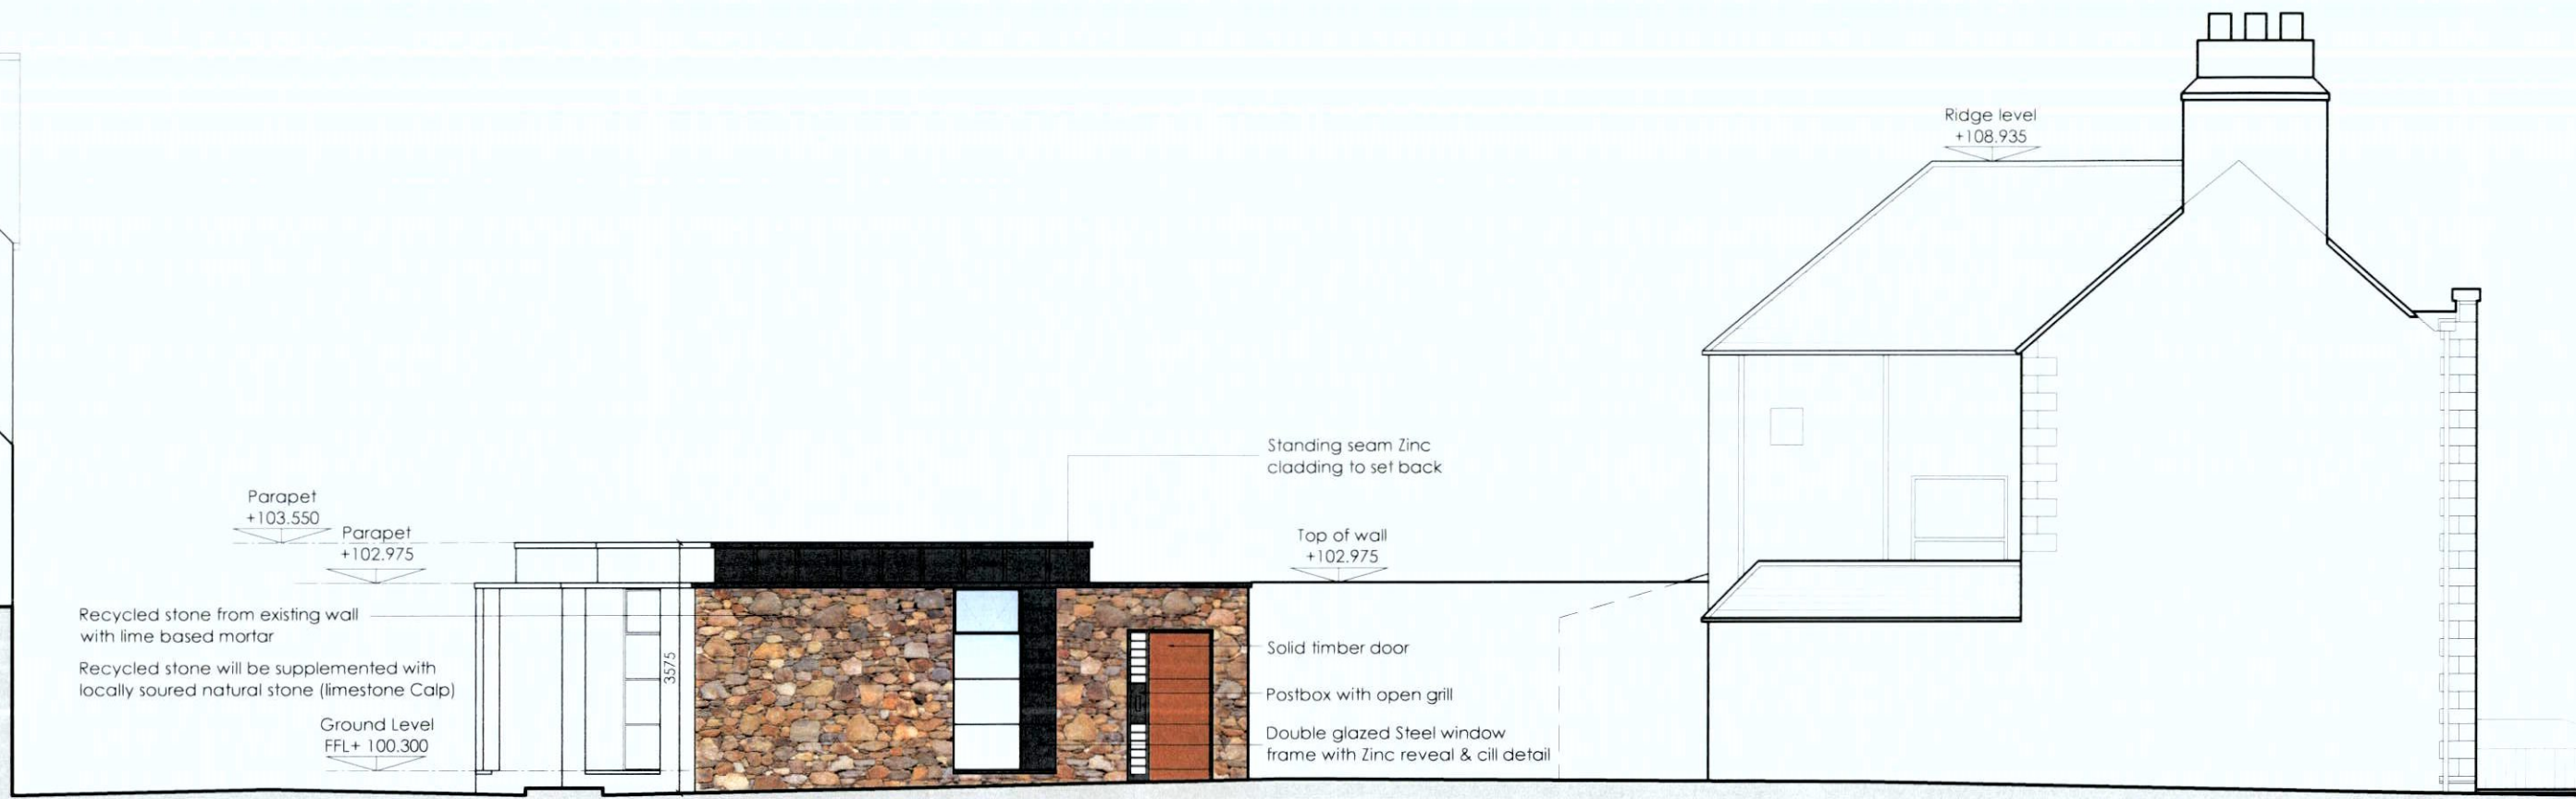 Ridge level
+108.935
Standing seam Zinc
cladding to set back
Parapet
+103.550
Parapet
+102.975
Top of wall
+102.975
Recycled stone from existing wall
with lime based mortar
Recycled stone will be supplemented with
locally soured natural stone (limestone Calp)
Ground Level
FFL+ 100.300
3575
Solid timber door
Postbox with open grill
Double glazed Steel window
frame with Zinc reveal & cill detail